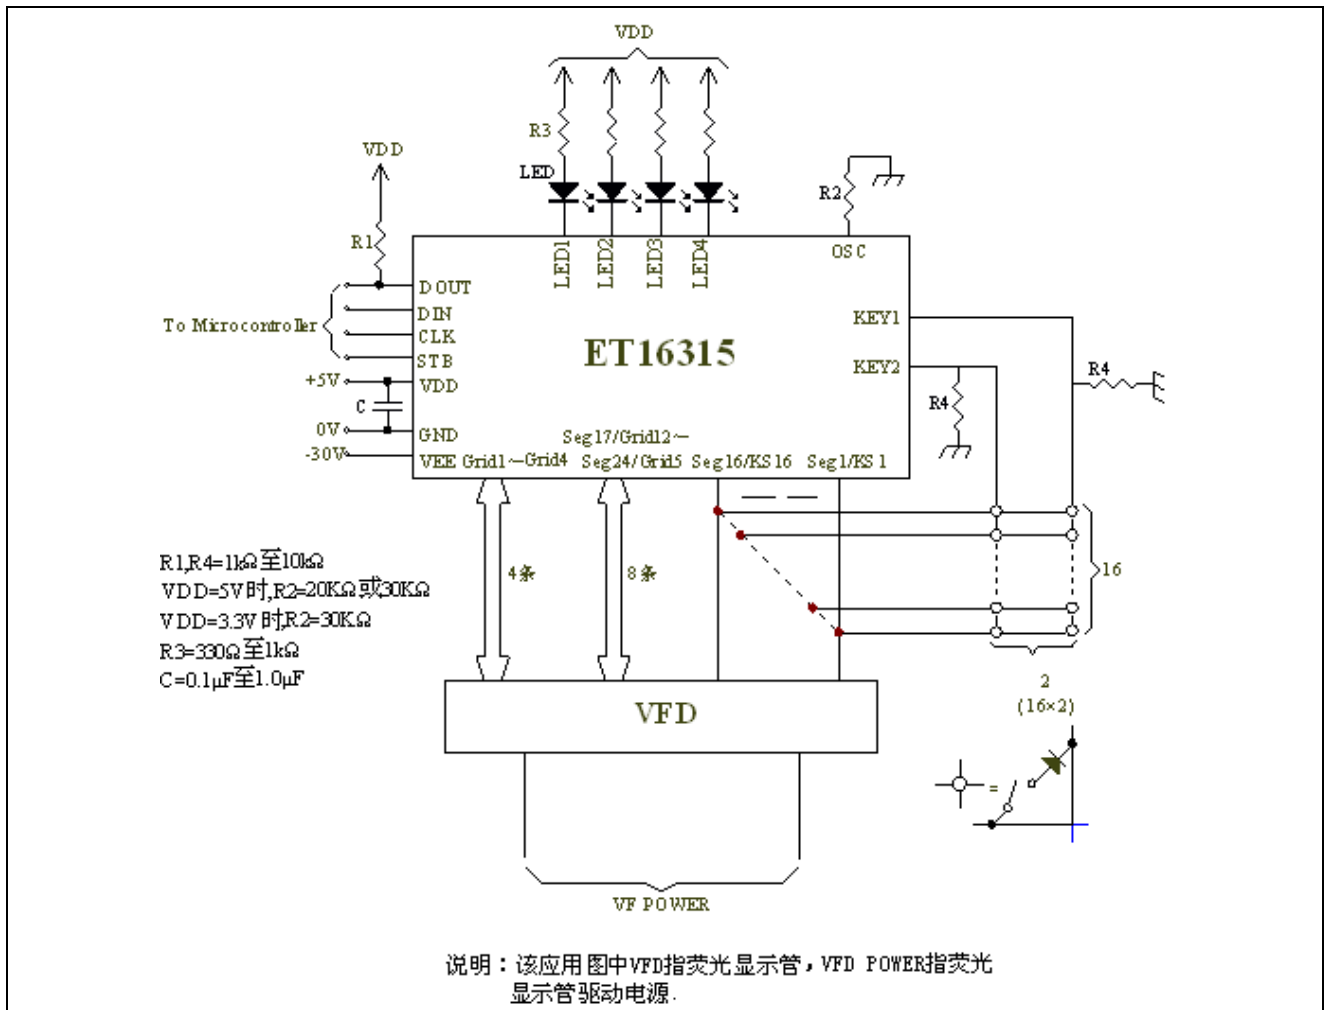 VDD
R3
VDD
LED
R2
R1
LED1
LED2
LED3
LED4
OSC
DOUT
DIN
To Microcontroller
CLK
STB
KEY1
ET16315
KEY2
R4
+5V
VDD
C
R4
0V
GND
Seg17/Grid12~
-30V
VEE
Grid1~Grid4
Seg24/Grid5
Seg16/KS16
Seg1/KS1
R1,R4=1kΩ至10kΩ
VDD=5V时,R2=20KΩ或30KΩ
VDD=3.3V时,R2=30KΩ
R3=330Ω至1kΩ
C=0.1μF至1.0μF
4条
8条
16
2
(16×2)
VFD
=
VF POWER
说明：该应用图中VFD指荧光显示管，VFD POWER指荧光
显示管驱动电源.